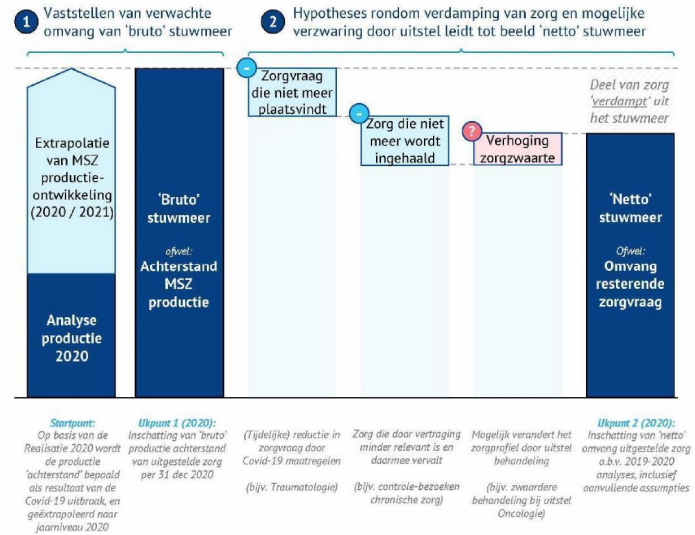 1 Vaststellen van verwachte
omvang van 'bruto' stuwmeer
2 Hypotheses rondom verdamping van zorg en mogelijke
verzwaring door uitstel leidt tot beeld 'netto' stuwmeer
Extrapolatie
van MSZ
productie-
ontwikkeling
(2020 / 2021)
Analyse
productie
2020
'Bruto'
stuwmeer
ofwel:
Achterstand
MSZ
productie
-
Zorgvraag
die niet meer
plaatsvindt
-
Zorg die niet
meer wordt
ingehaald
?
Verhoging
zorgzwaarte
Deel van zorg
'verdampt' uit
het stuwmeer
'Netto'
stuwmeer
Ofwel:
Omvang
resterende
zorgvraag
Startpunt:
Op basis van de
Realisatie 2020 wordt
de productie
'achterstand' bepaald
als resultaat van de
Covid-19 uitbraak, en
geëxtrapoleerd naar
jaarniveau 2020
IJkpunt 1 (2020):
Inschatting van 'bruto'
productie achterstand
van uitgestelde zorg
per 31 dec 2020
(Tijdelijke) reductie in
zorgvraag door
Covid-19 maatregelen
(bijv. Traumatologie)
Zorg die door vertraging
minder relevant is en
daarmee vervalt
(bijv. controle-bezoeken
chronische zorg)
Mogelijk verandert het
zorgprofiel door uitstel
behandeling
(bijv. zwaardere
behandeling bij uitstel
Oncologie)
IJkpunt 2 (2020):
Inschatting van 'netto'
omvang uitgestelde zorg
o.b.v. 2019-2020
analyses, inclusief
aanvullende assumpties